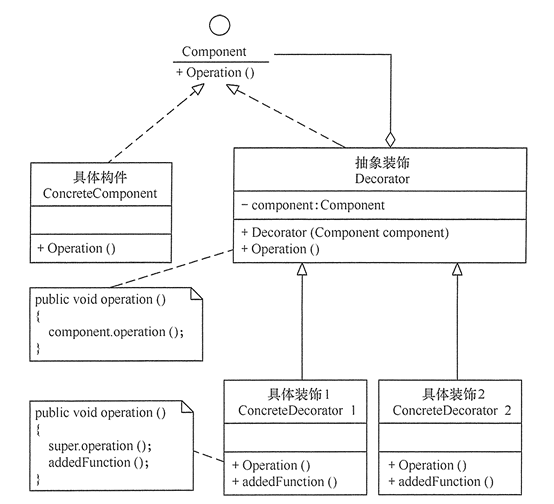 Component
+ Operation ()
具体构件
ConcreteComponent
+ Operation ()
抽象装饰
Decorator
− component: Component
+ Decorator (Component component)
+ Operation ()
public void operation ()
{
component.operation ();
}
具体装饰1
ConcreteDecorator 1
+ Operation ()
+ addedFunction ()
具体装饰2
ConcreteDecorator 2
+ Operation ()
+ addedFunction ()
public void operation ()
{
super.operation ();
addedFunction ();
}